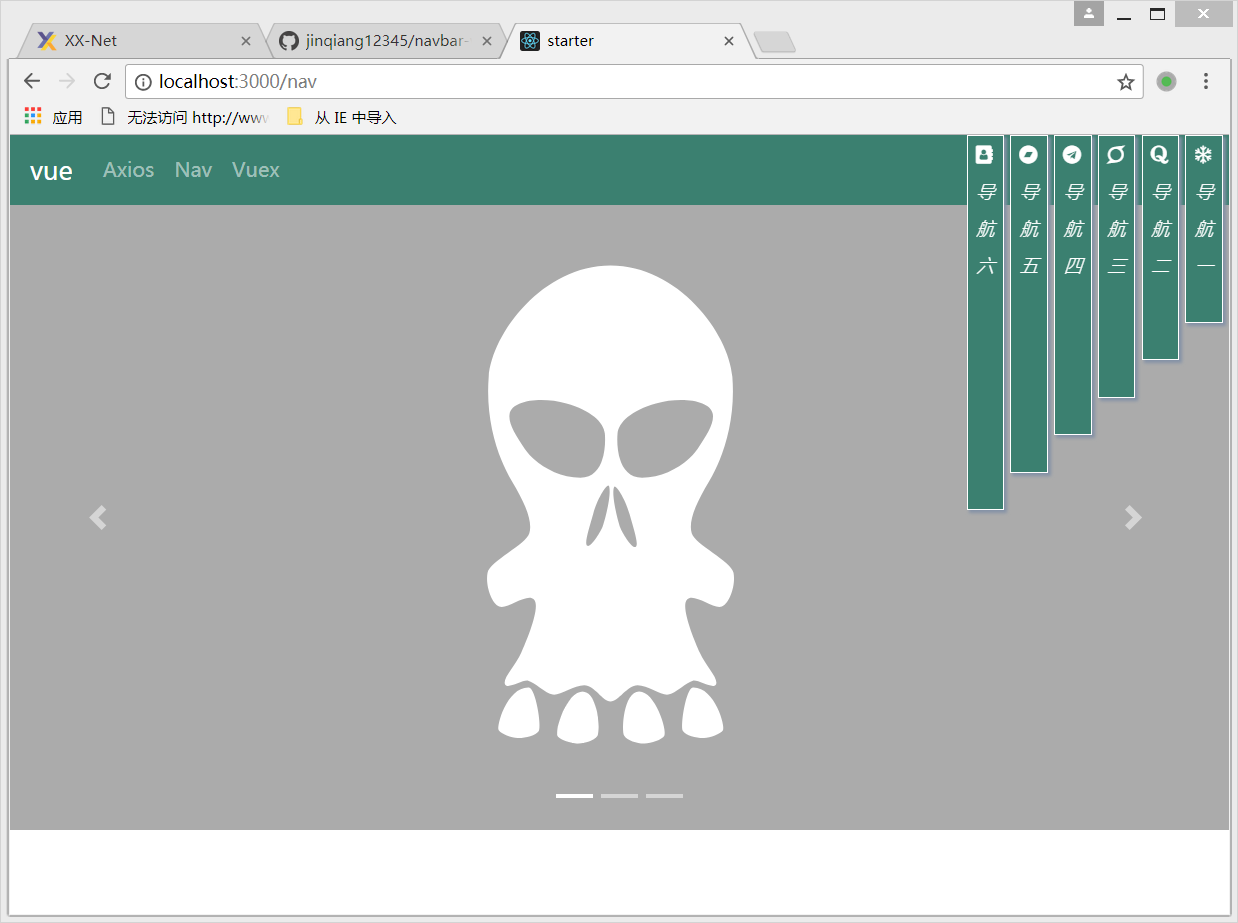 XX-Net
jinqiang12345/navbar-
starter
localhost:3000/nav
应用
无法访问 http://www
从 IE 中导入
vue
Axios
Nav
Vuex
导航六
导航五
导航四
导航三
导航二
导航一